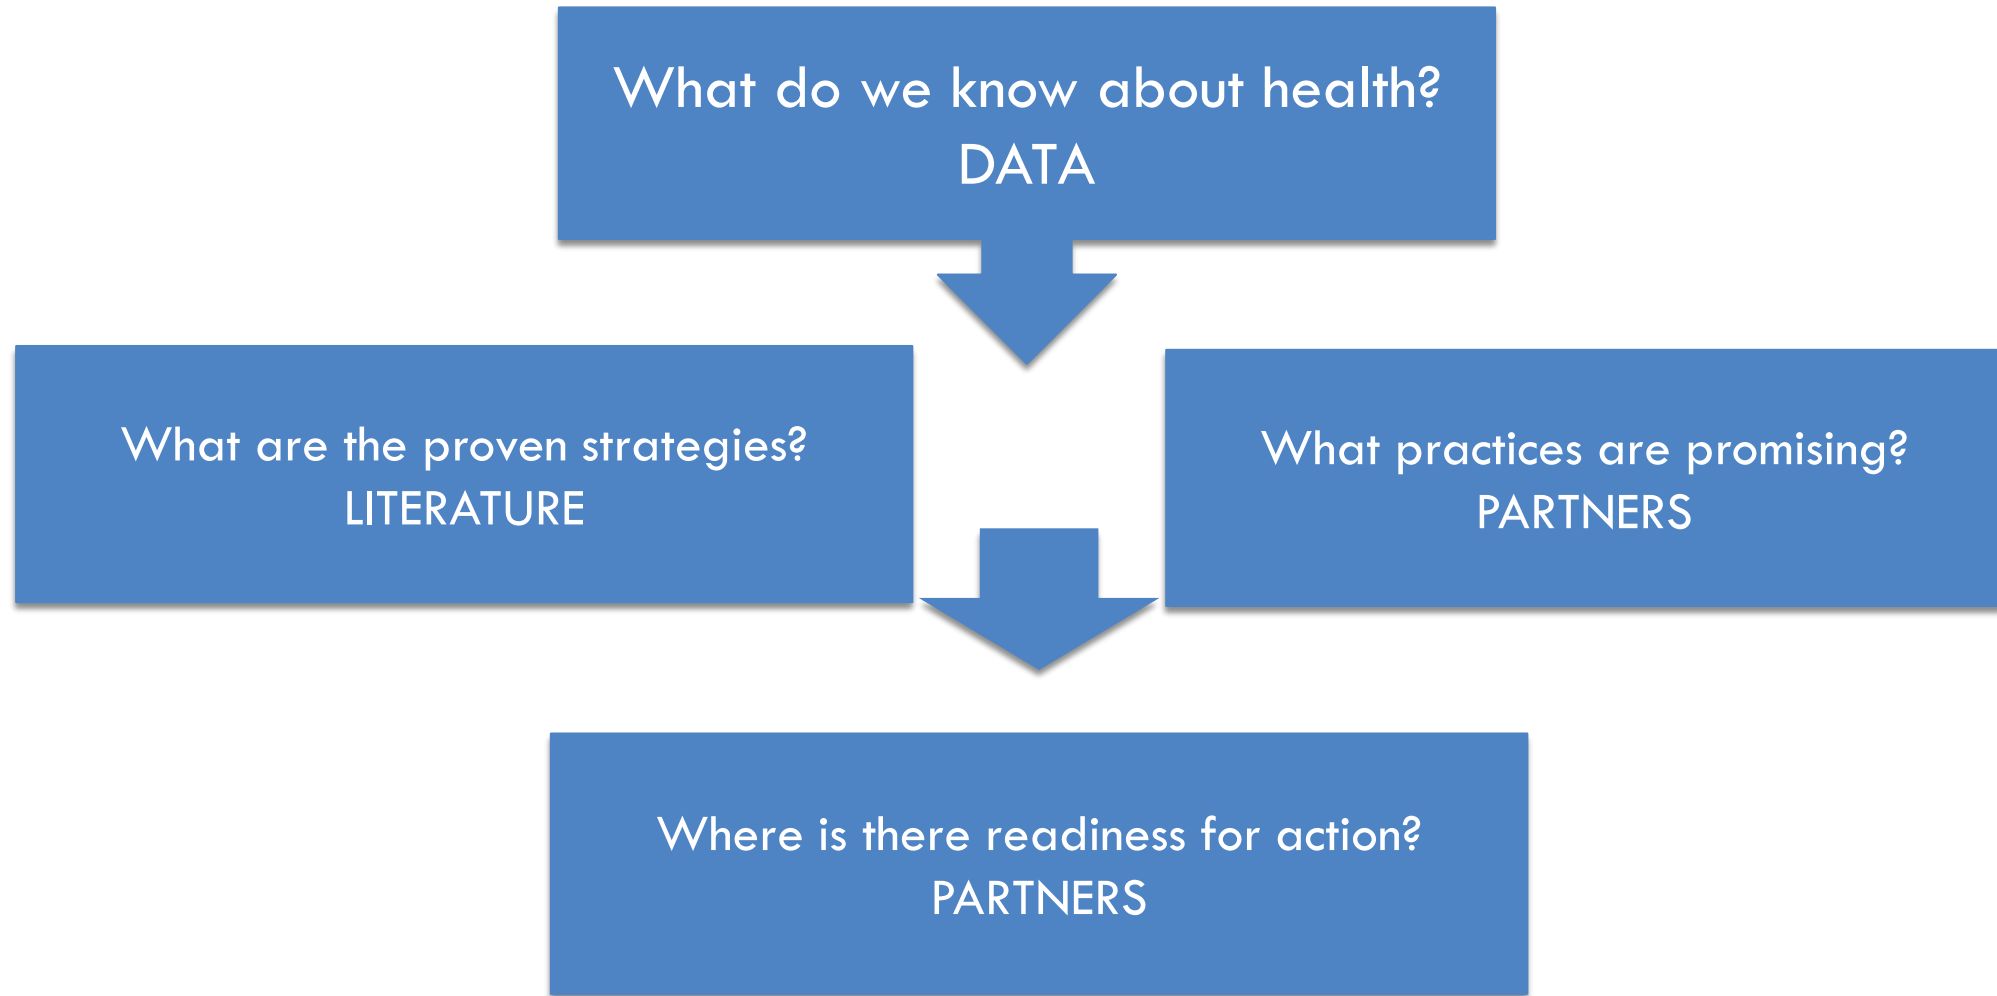 What do we know about health?
DATA
What are the proven strategies?
LITERATURE
What practices are promising?
PARTNERS
Where is there readiness for action?
PARTNERS